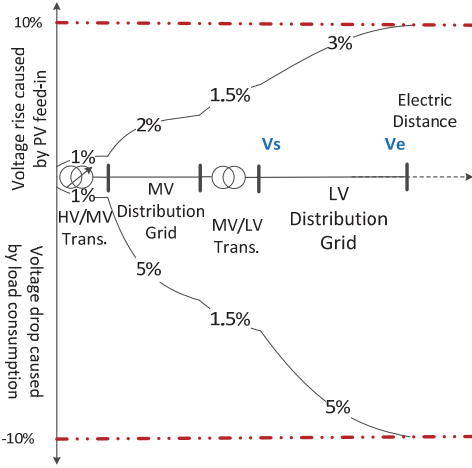 10%
Voltage rise caused
by PV feed-in
3%
1.5%
2%
1%
Electric
Distance
Vs
Ve
1%
HV/MV
Trans.
MV
Distribution
Grid
MV/LV
Trans.
LV
Distribution
Grid
Voltage drop caused
by load consumption
5%
1.5%
5%
-10%